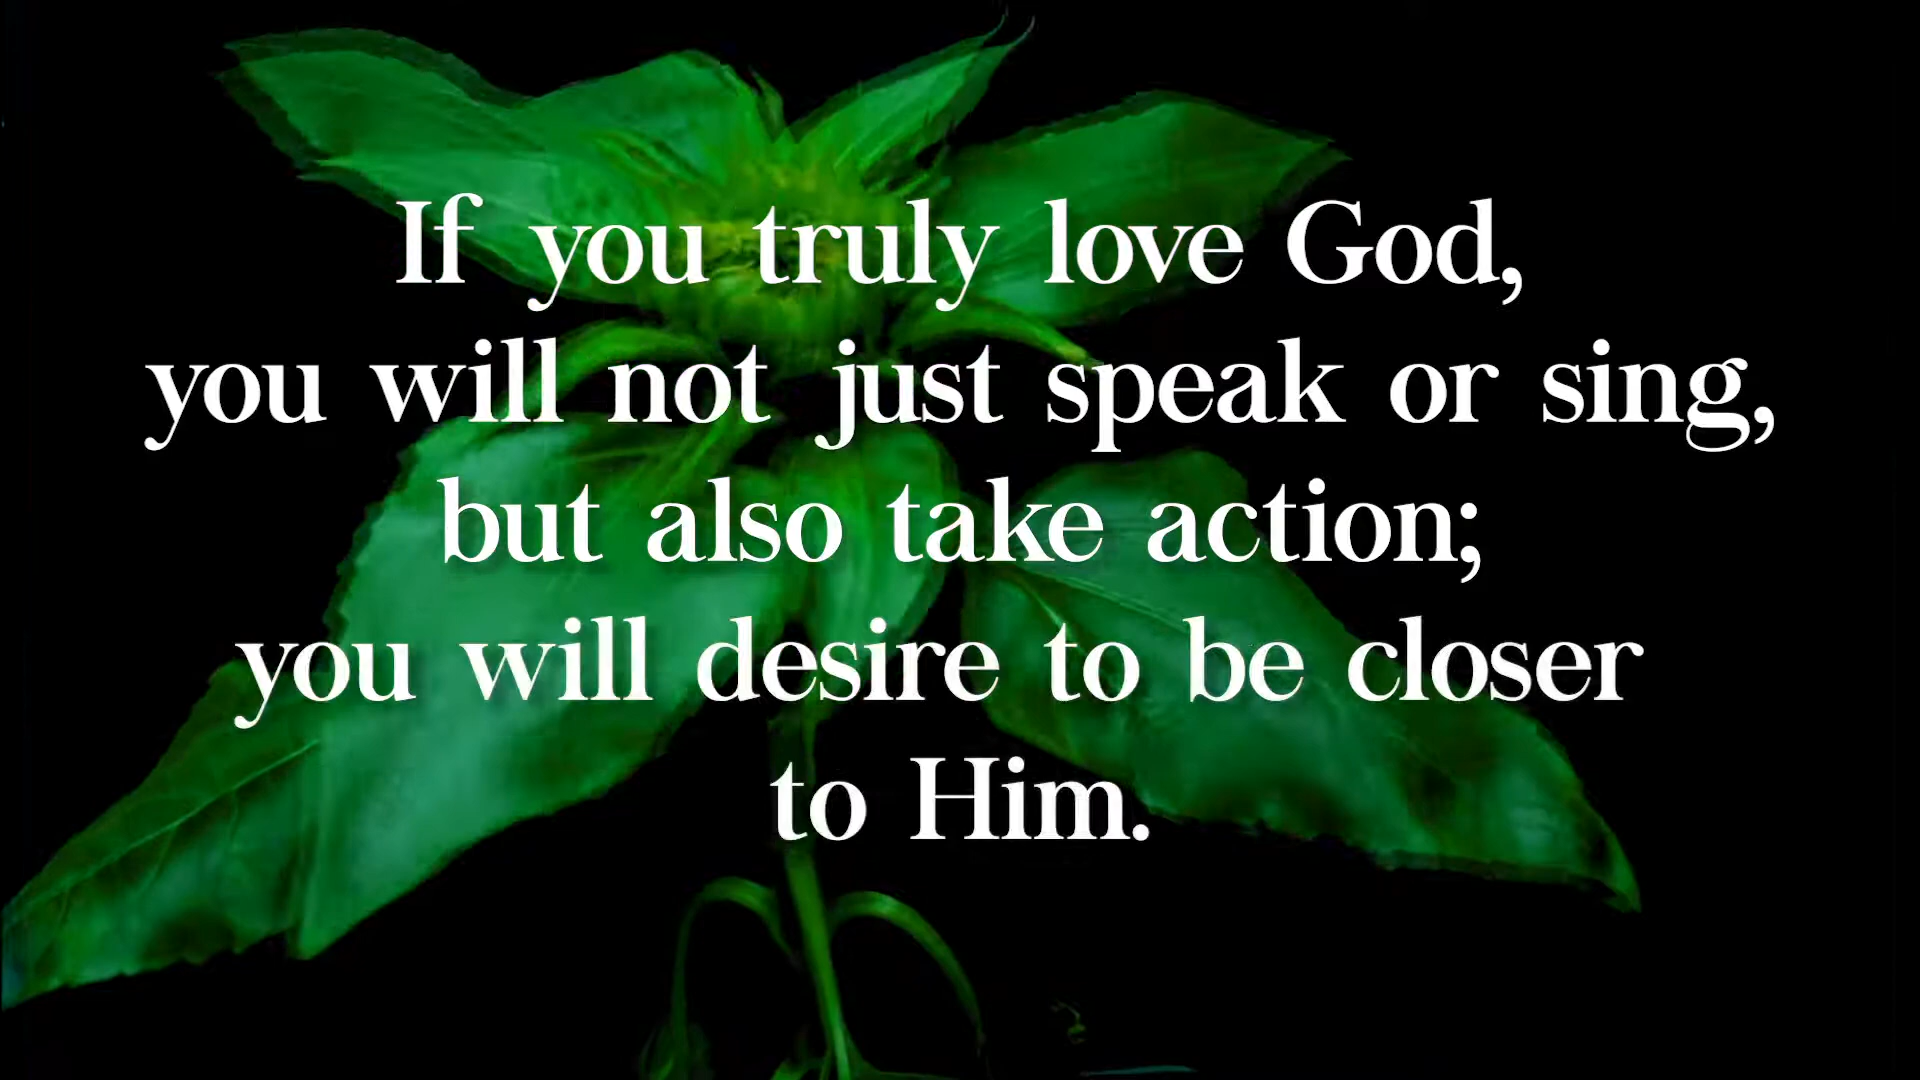 If you truly love God,
you will not just speak or sing,
but also take action;
you will desire to be closer
to Him.